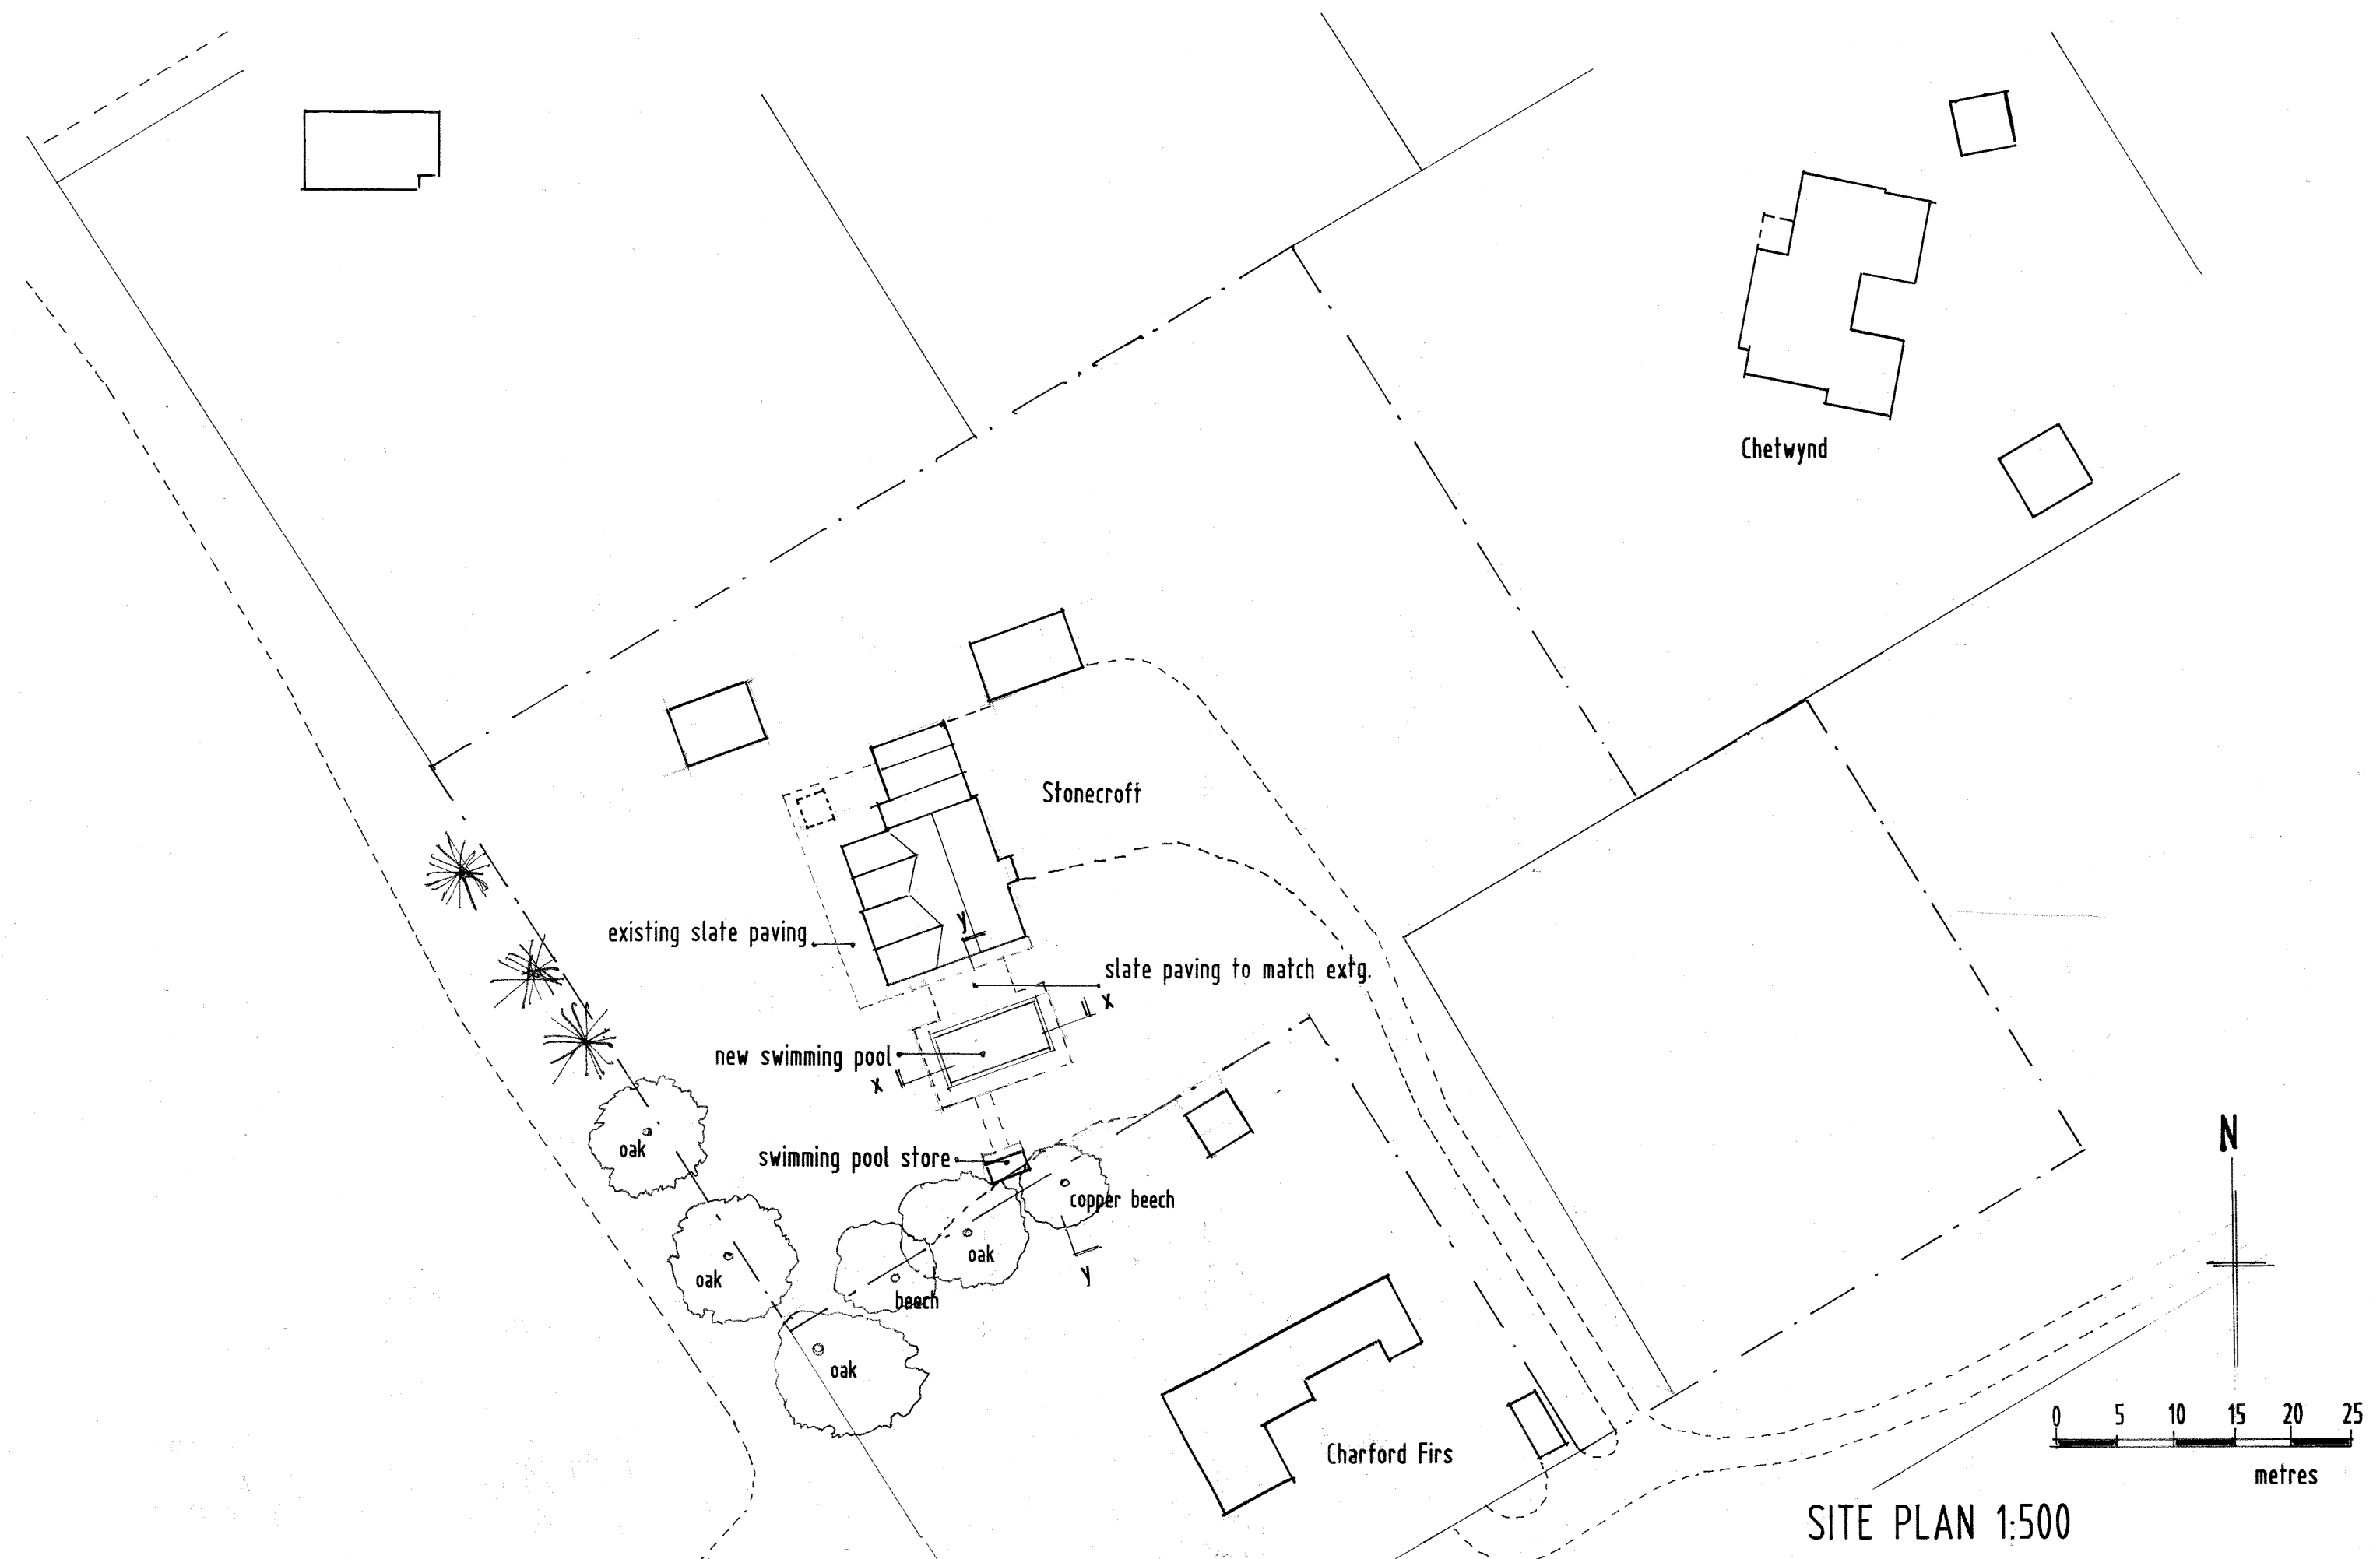 Chetwynd
Stonecroft
y
existing slate paving
slate paving to match extg.
x
new swimming pool
x
N
oak
swimming pool store
copper beech
oak
oak
y
beech
oak
0 5 10 15 20 25
metres
Charford Firs
SITE PLAN 1:500